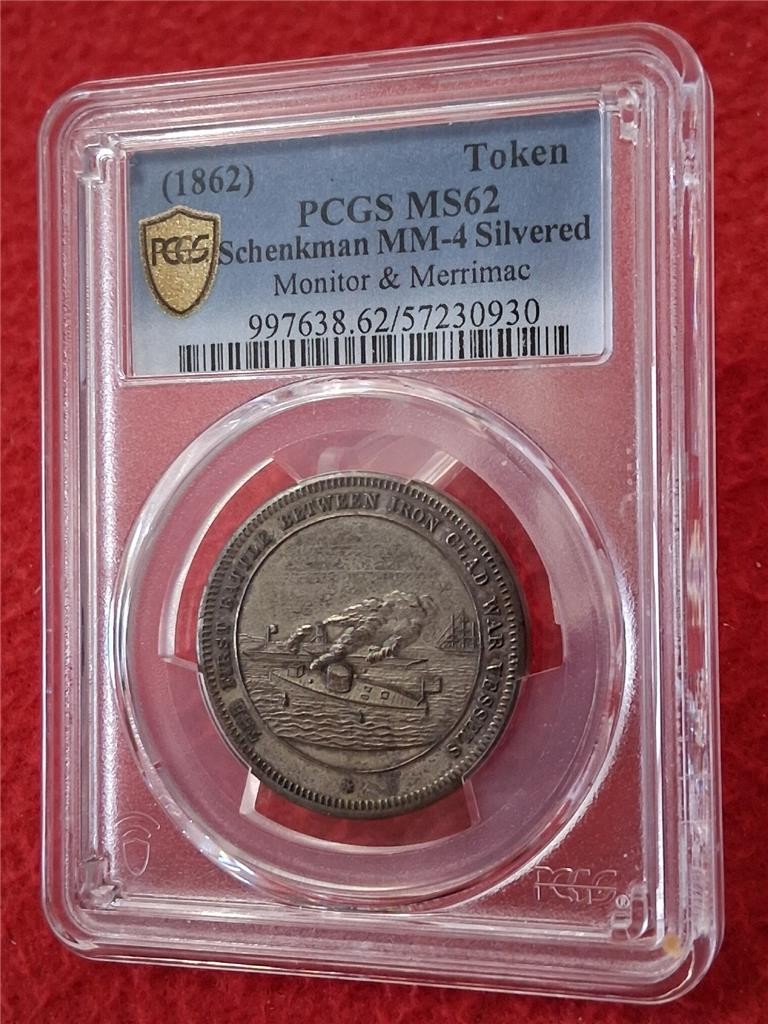 (1862) Token
PCGS MS62
PCGS Schenkman MM-4 Silvered
Monitor & Merrimac
997638.62/57230930
THE FIRST BATTLE BETWEEN IRON CLAD WAR VESSELS
PCGS